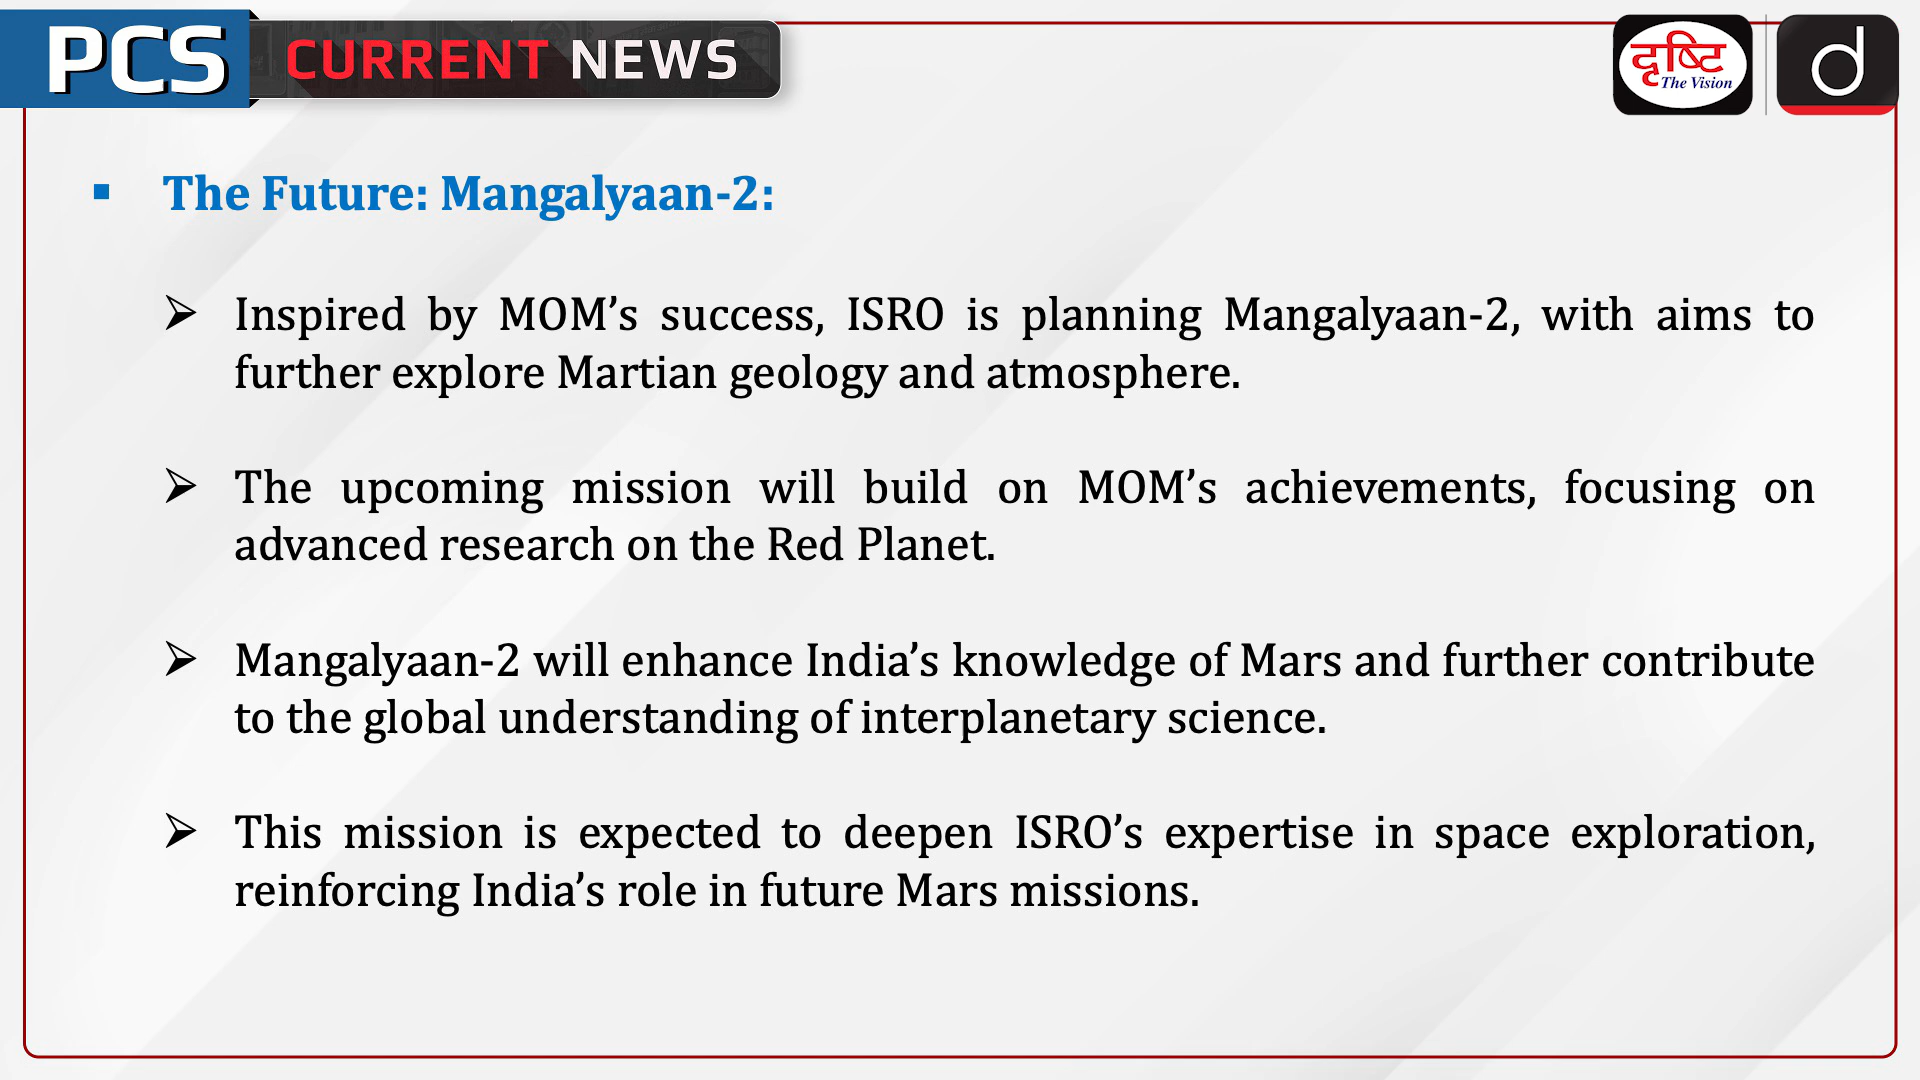 PCS CURRENT NEWS
दृष्टि
The Vision
d
▪ The Future: Mangalyaan-2:
➢ Inspired by MOM’s success, ISRO is planning Mangalyaan-2, with aims to
further explore Martian geology and atmosphere.
➢ The upcoming mission will build on MOM’s achievements, focusing on
advanced research on the Red Planet.
➢ Mangalyaan-2 will enhance India’s knowledge of Mars and further contribute
to the global understanding of interplanetary science.
➢ This mission is expected to deepen ISRO’s expertise in space exploration,
reinforcing India’s role in future Mars missions.